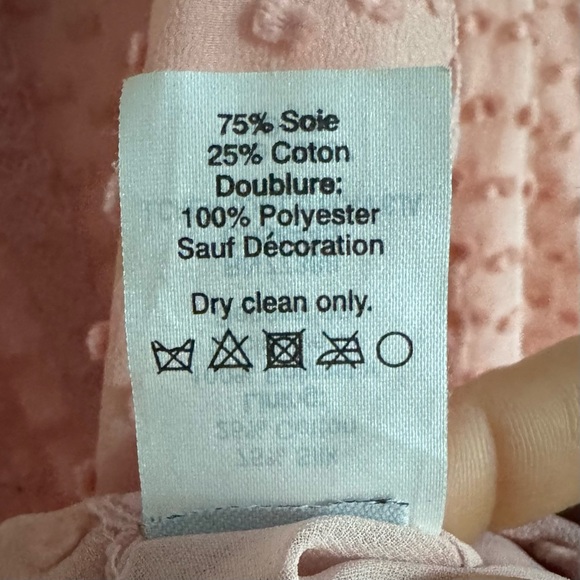 75% Soie
25% Coton
Doublure:
100% Polyester
Sauf Décoration
Dry clean only.